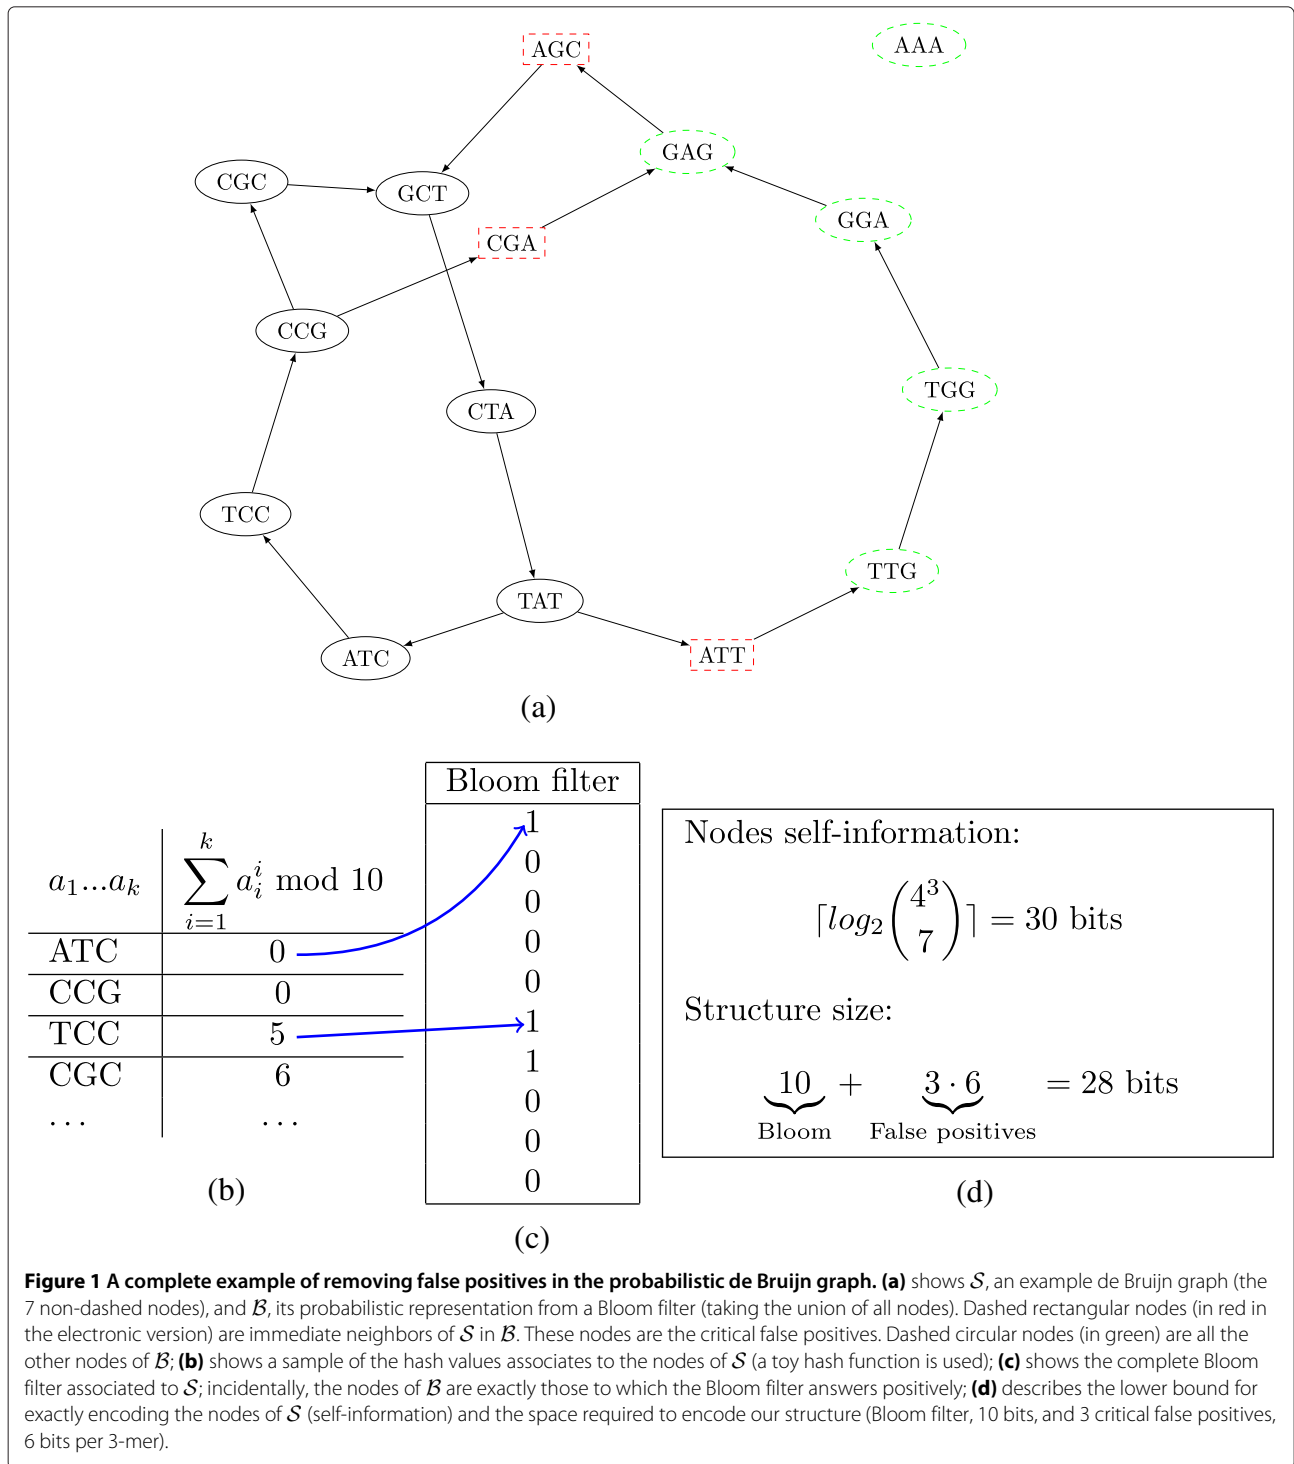 AGC
AAA
GAG
CGC
GCT
GGA
CGA
CCG
TGG
CTA
TCC
TTG
TAT
ATC
ATT
(a)
a₁...aₖ
∑ᵢ₌₁ᵏ aᵢⁱ mod 10
ATC 0
CCG 0
TCC 5
CGC 6
... ...
(b)
Bloom filter
1
0
0
0
0
1
1
0
0
0
(c)
Nodes self-information:
⌈log₂(4³ 7)⌉ = 30 bits
Structure size:
10 + 3 · 6 = 28 bits
Bloom False positives
(d)
Figure 1 A complete example of removing false positives in the probabilistic de Bruijn graph. (a) shows 𝒮, an example de Bruijn graph (the
7 non-dashed nodes), and ℬ, its probabilistic representation from a Bloom filter (taking the union of all nodes). Dashed rectangular nodes (in red in
the electronic version) are immediate neighbors of 𝒮 in ℬ. These nodes are the critical false positives. Dashed circular nodes (in green) are all the
other nodes of ℬ; (b) shows a sample of the hash values associates to the nodes of 𝒮 (a toy hash function is used); (c) shows the complete Bloom
filter associated to 𝒮; incidentally, the nodes of ℬ are exactly those to which the Bloom filter answers positively; (d) describes the lower bound for
exactly encoding the nodes of 𝒮 (self-information) and the space required to encode our structure (Bloom filter, 10 bits, and 3 critical false positives,
6 bits per 3-mer).